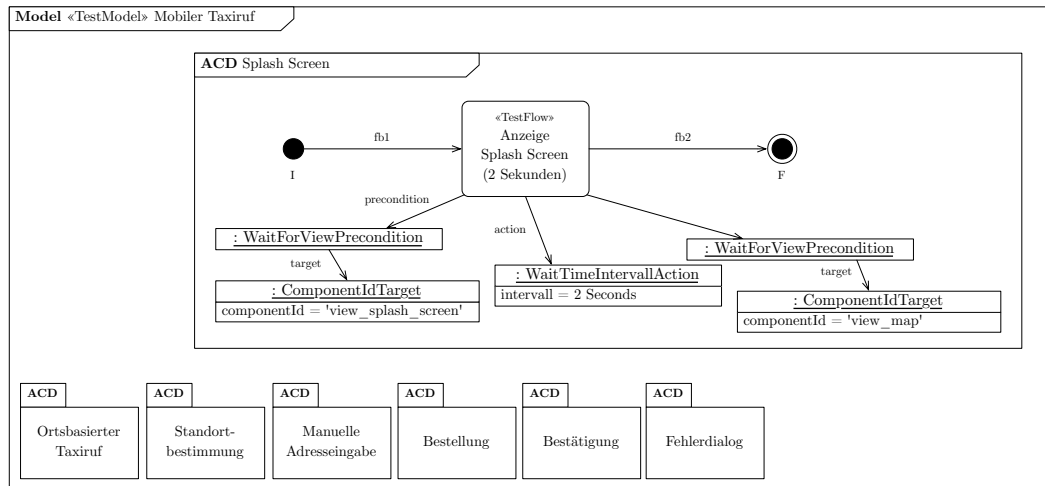 Model «TestModel» Mobiler Taxiruf
ACD Splash Screen
«TestFlow»
Anzeige
Splash Screen
(2 Sekunden)
fb1
fb2
I
F
precondition
action
: WaitForViewPrecondition
: WaitForViewPrecondition
target
target
: WaitTimeIntervallAction
intervall = 2 Seconds
: ComponentIdTarget
componentId = 'view_splash_screen'
: ComponentIdTarget
componentId = 'view_map'
ACD
Ortsbasierter
Taxiruf
ACD
Standort-
bestimmung
ACD
Manuelle
Adresseingabe
ACD
Bestellung
ACD
Bestätigung
ACD
Fehlerdialog